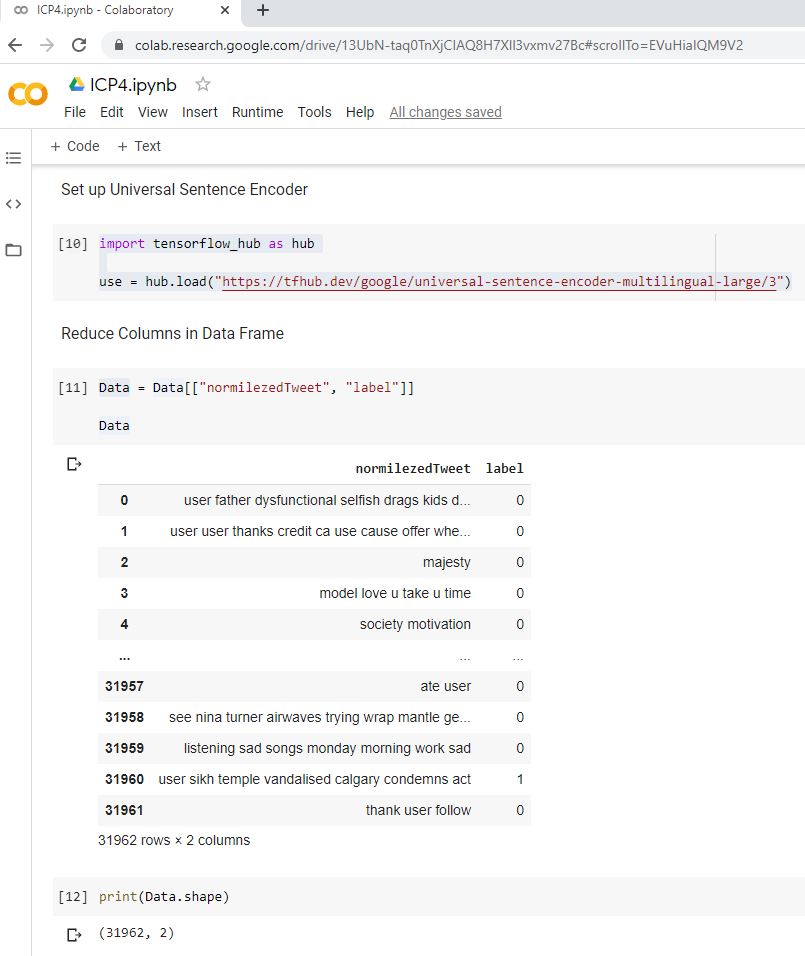 ICP4.ipynb - Colaboratory
colab.research.google.com/drive/13UbN-taq0TnXjCIAQ8H7XII3vxmv27Bc#scrollTo=EVuHiaIQM9V2
ICP4.ipynb
File Edit View Insert Runtime Tools Help All changes saved
+ Code + Text
Set up Universal Sentence Encoder
[10] import tensorflow_hub as hub
use = hub.load("https://tfhub.dev/google/universal-sentence-encoder-multilingual-large/3")
Reduce Columns in Data Frame
[11] Data = Data[["normilezedTweet", "label"]]
Data
normilezedTweet label
0 user father dysfunctional selfish drags kids d... 0
1 user user thanks credit ca use cause offer whe... 0
2 majesty 0
3 model love u take u time 0
4 society motivation 0
... ... ...
31957 ate user 0
31958 see nina turner airwaves trying wrap mantle ge... 0
31959 listening sad songs monday morning work sad 0
31960 user sikh temple vandalised calgary condemns act 1
31961 thank user follow 0
31962 rows × 2 columns
[12] print(Data.shape)
(31962, 2)